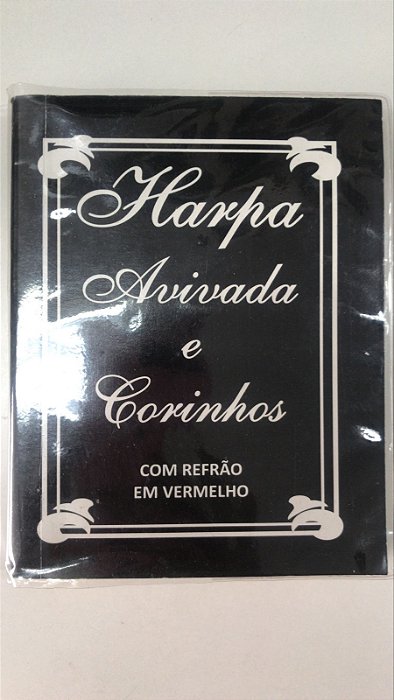 Harpa
Avivada
e
Corinhos
COM REFRÃO
EM VERMELHO